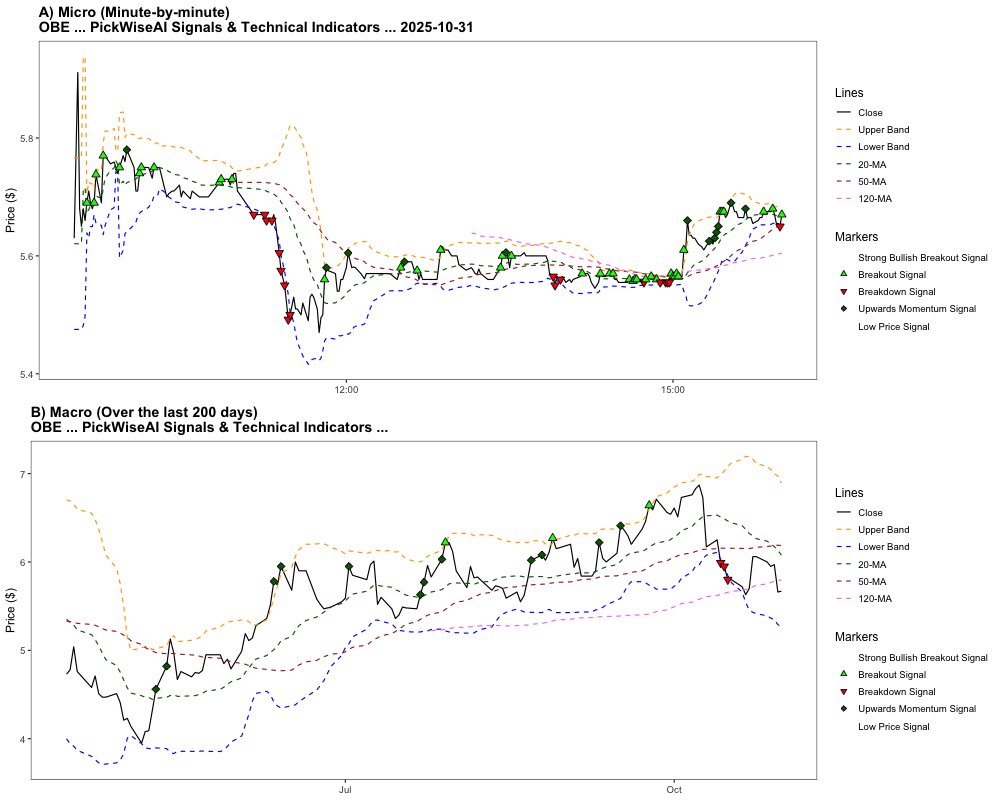 A) Micro (Minute-by-minute)
OBE ... PickWiseAI Signals & Technical Indicators ... 2025-10-31
Price ($)
5.8
5.6
5.4
12:00
15:00
Lines
Close
Upper Band
Lower Band
20-MA
50-MA
120-MA
Markers
Strong Bullish Breakout Signal
Breakout Signal
Breakdown Signal
Upwards Momentum Signal
Low Price Signal
B) Macro (Over the last 200 days)
OBE ... PickWiseAI Signals & Technical Indicators ...
Price ($)
7
6
5
4
Jul
Oct
Lines
Close
Upper Band
Lower Band
20-MA
50-MA
120-MA
Markers
Strong Bullish Breakout Signal
Breakout Signal
Breakdown Signal
Upwards Momentum Signal
Low Price Signal